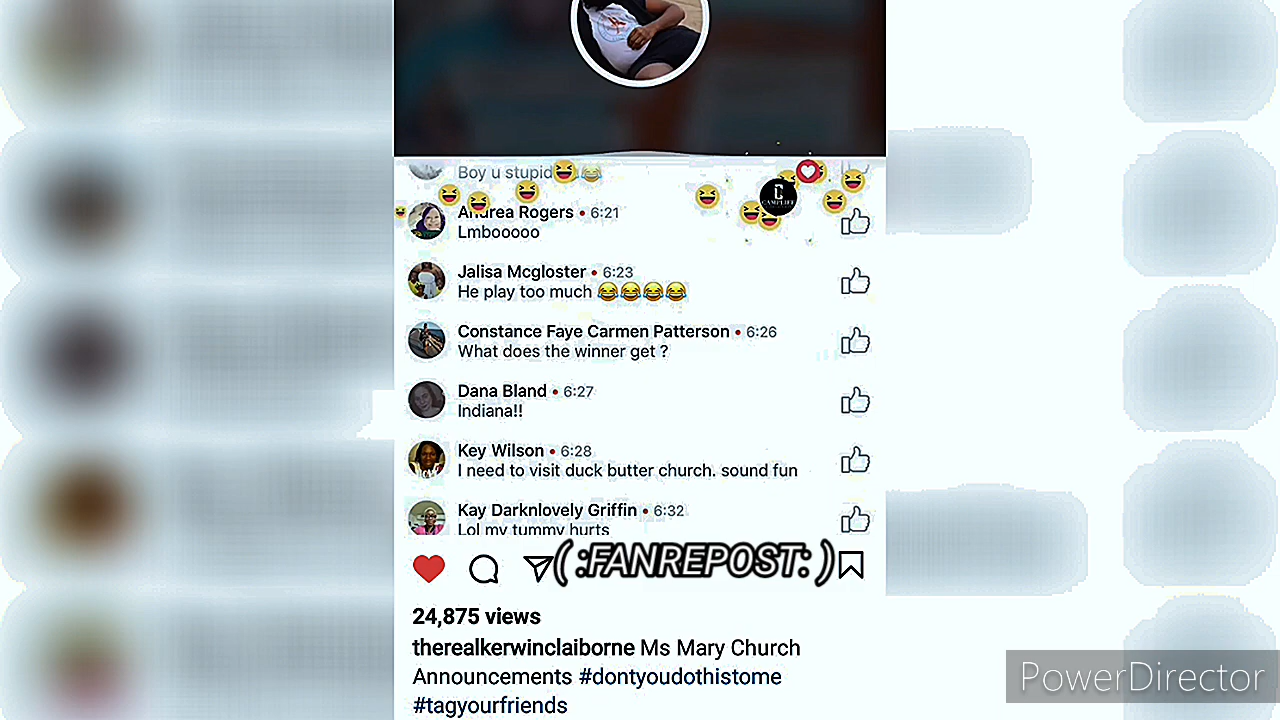 Boy u stupid 😆😂
Andrea Rogers • 6:21
Lmbooooo
Jalisa Mcgloster • 6:23
He play too much 😂😂😂😂
Constance Faye Carmen Patterson • 6:26
What does the winner get ?
Dana Bland • 6:27
Indiana!!
Key Wilson • 6:28
I need to visit duck butter church. sound fun
Kay Darknlovely Griffin • 6:32
Lol my tummy hurts
( :FANREPOST: )
24,875 views
therealkerwinclaiborne Ms Mary Church
Announcements #dontyoudothistome
#tagyourfriends
PowerDirector